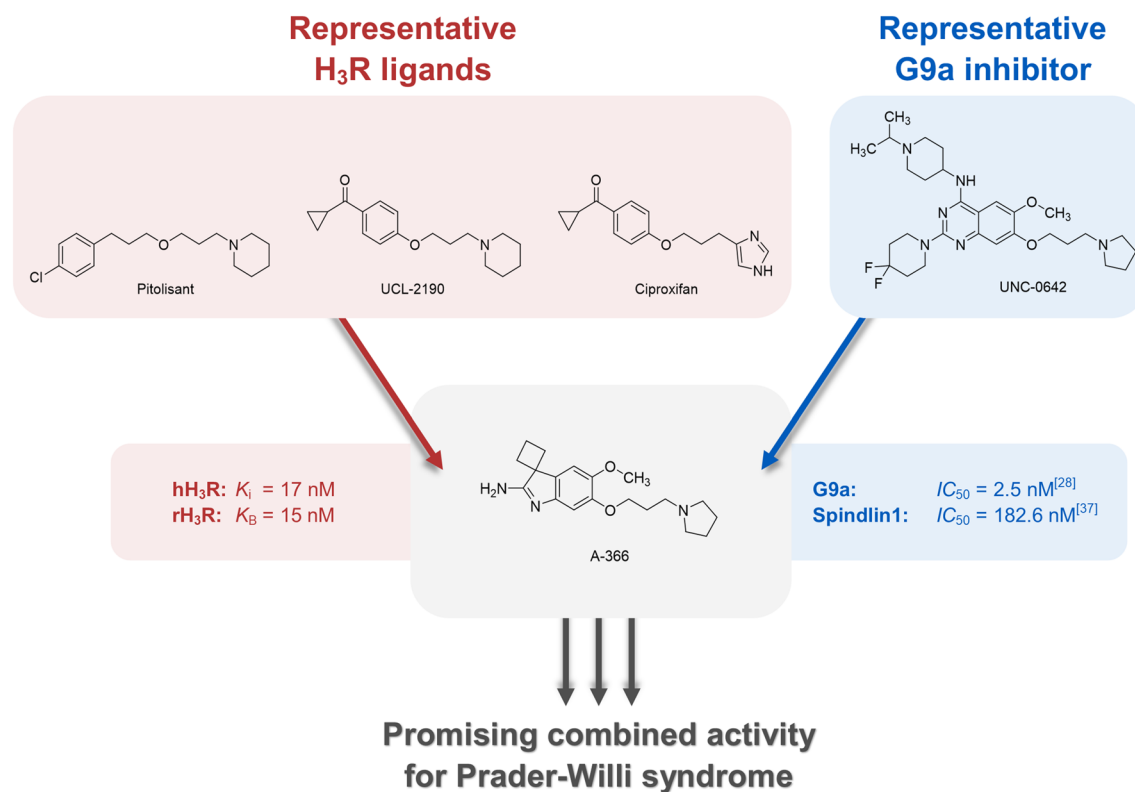 Representative
H₃R ligands
Representative
G9a inhibitor
O
O
Cl
O
N
Pitolisant
O
N
UCL-2190
O
N
NH
Ciproxifan
CH₃
H₃C
N
NH
N
O
CH₃
N
N
O
N
F
F
UNC-0642
hH₃R: Kᵢ = 17 nM
rH₃R: K_B = 15 nM
H₂N
N
O
CH₃
O
N
A-366
G9a: IC₅₀ = 2.5 nM[28]
Spindlin1: IC₅₀ = 182.6 nM[37]
Promising combined activity
for Prader-Willi syndrome